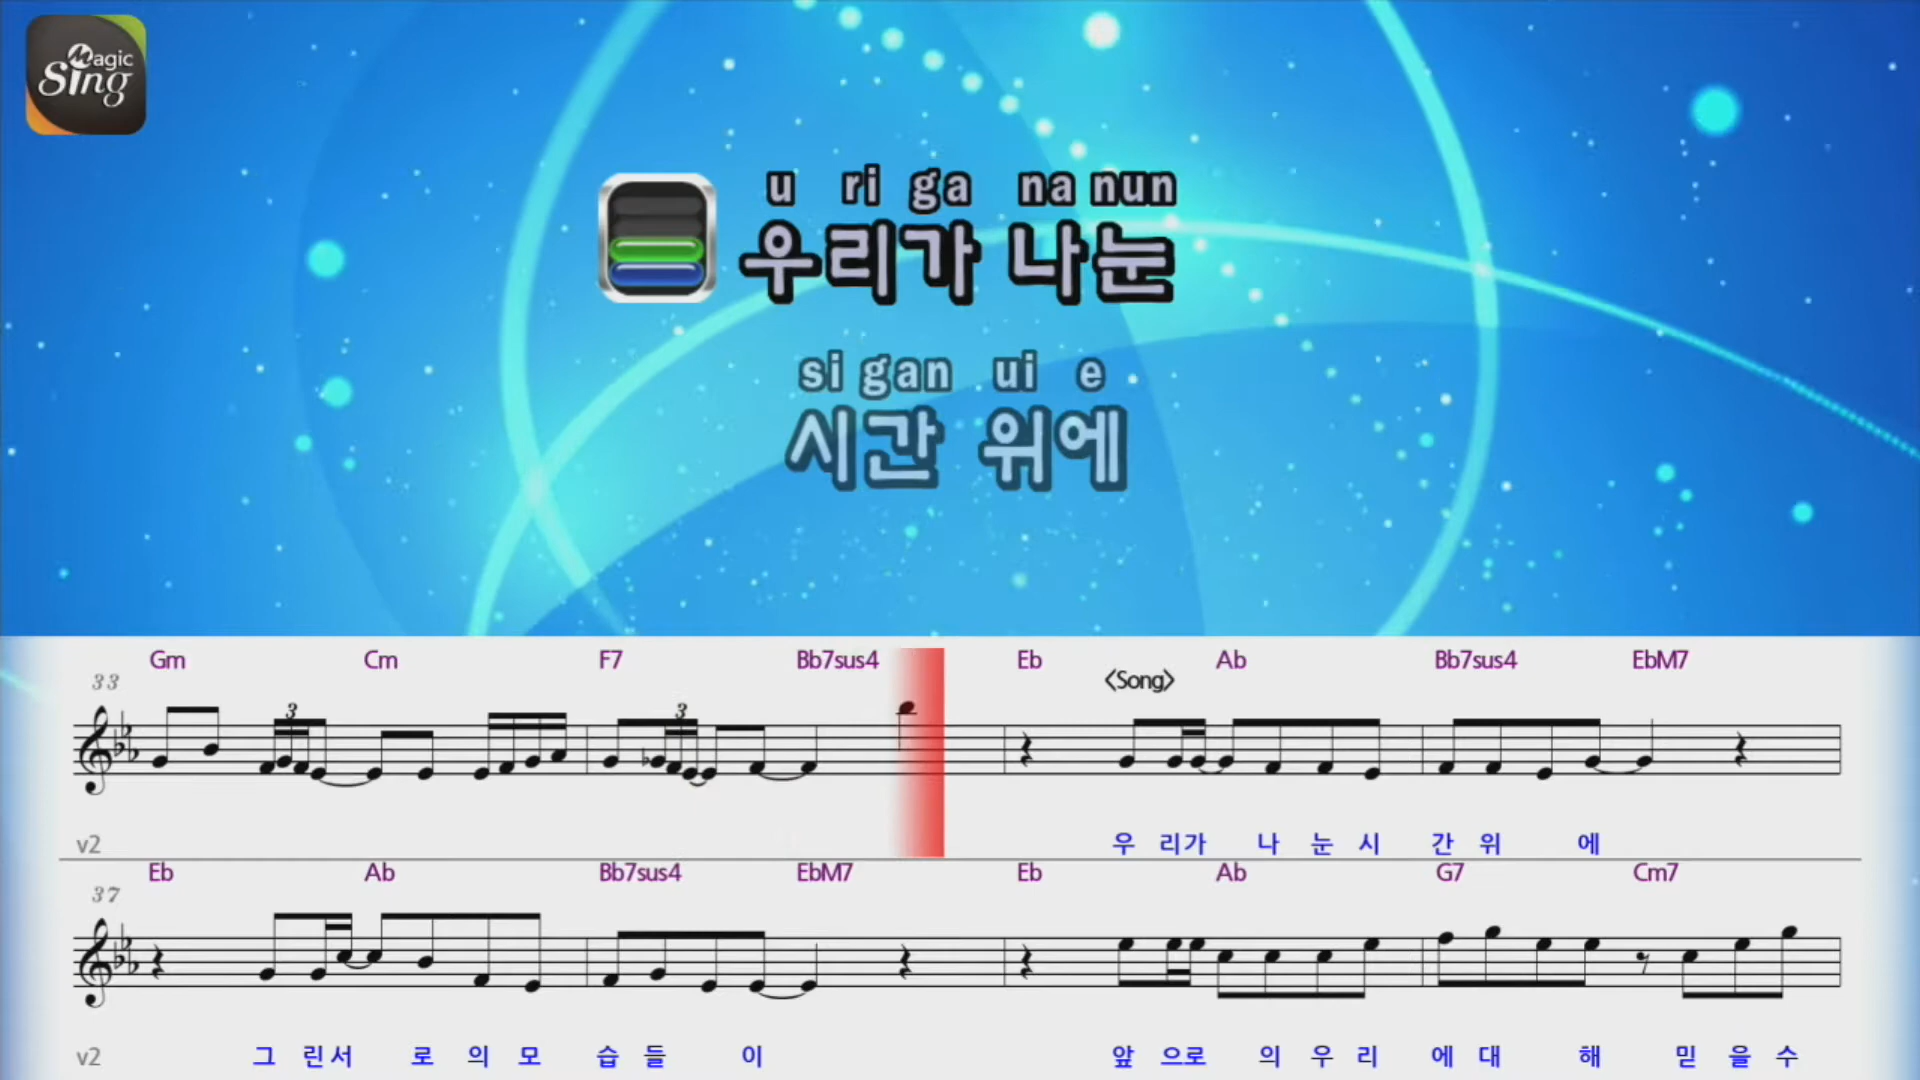 Magic
Sing
u ri ga na nun
우리가 나눈
si gan ui e
시간 위에
Gm Cm F7 Bb7sus4 Eb Ab Bb7sus4 EbM7
<Song>
33
3 3
v2 우 리가 나 눈 시 간 위 에
Eb Ab Bb7sus4 EbM7 Eb Ab G7 Cm7
37
v2 그 린서 로 의 모 습 들 이 앞 으로 의 우 리 에 대 해 믿 을 수